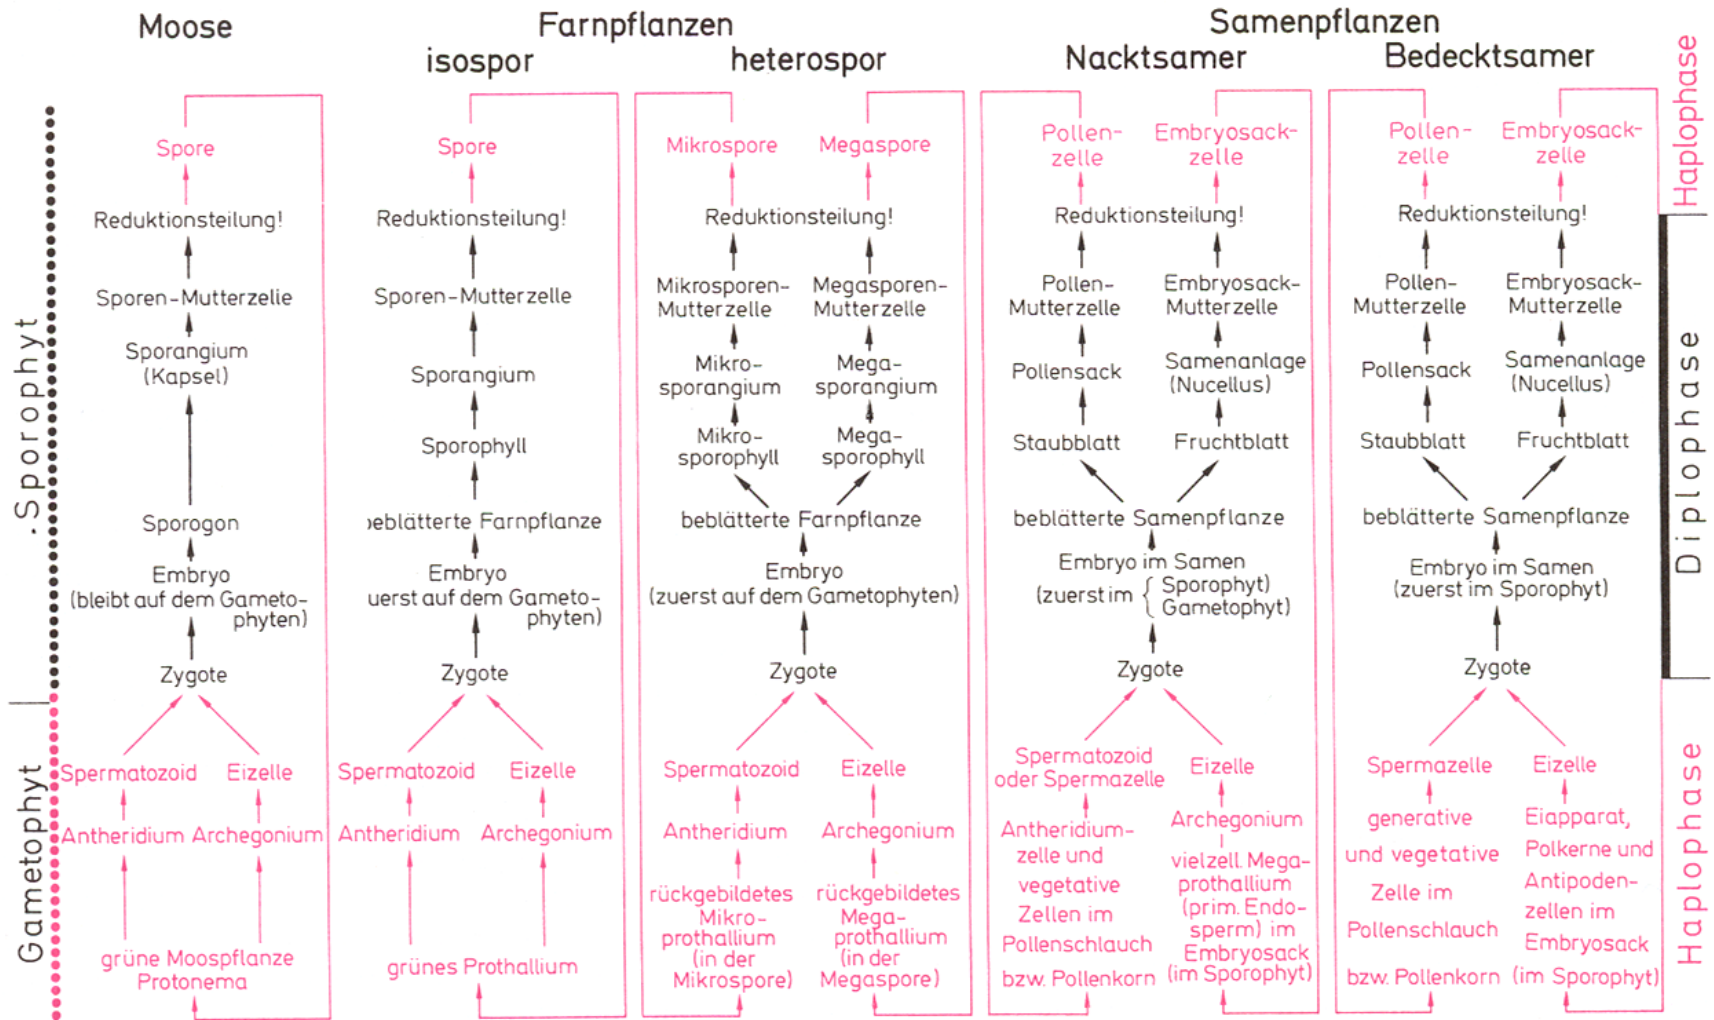 Moose
Farnpflanzen
isospor
heterospor
Samenpflanzen
Nacktsamer
Bedecktsamer
Sporophyt
Gametophyt
Haplophase
Diplophase
Haplophase
Spore
Reduktionsteilung!
Sporen-Mutterzelle
Sporangium
(Kapsel)
Sporogon
Embryo
(bleibt auf dem Gameto-
phyten)
Zygote
Spermatozoid
Eizelle
Antheridium
Archegonium
grüne Moospflanze
Protonema
Spore
Reduktionsteilung!
Sporen-Mutterzelle
Sporangium
Sporophyll
beblätterte Farnpflanze
Embryo
uerst auf dem Gameto-
phyten)
Zygote
Spermatozoid
Eizelle
Antheridium
Archegonium
grünes Prothallium
Mikrospore
Megaspore
Reduktionsteilung!
Mikrosporen-
Mutterzelle
Megasporen-
Mutterzelle
Mikro-
sporangium
Mega-
sporangium
Mikro-
sporophyll
Mega-
sporophyll
beblätterte Farnpflanze
Embryo
(zuerst auf dem Gametophyten)
Zygote
Spermatozoid
Eizelle
Antheridium
Archegonium
rückgebildetes
Mikro-
prothallium
(in der
Mikrospore)
rückgebildetes
Mega-
prothallium
(in der
Megaspore)
Pollen-
zelle
Embryosack-
zelle
Reduktionsteilung!
Pollen-
Mutterzelle
Embryosack-
Mutterzelle
Pollensack
Samenanlage
(Nucellus)
Staubblatt
Fruchtblatt
beblätterte Samenpflanze
Embryo im Samen
(zuerst im { Sporophyt)
Gametophyt)
Zygote
Spermatozoid
oder Spermazelle
Eizelle
Antheridium-
zelle und
vegetative
Zellen im
Pollenschlauch
bzw. Pollenkorn
Archegonium
vielzell. Mega-
prothallium
(prim. Endo-
sperm) im
Embryosack
(im Sporophyt)
Pollen-
zelle
Embryosack-
zelle
Reduktionsteilung!
Pollen-
Mutterzelle
Embryosack-
Mutterzelle
Pollensack
Samenanlage
(Nucellus)
Staubblatt
Fruchtblatt
beblätterte Samenpflanze
Embryo im Samen
(zuerst im Sporophyt)
Zygote
Spermazelle
Eizelle
generative
und vegetative
Zelle im
Pollenschlauch
bzw. Pollenkorn
Eiapparat,
Polkerne und
Antipoden-
zellen im
Embryosack
(im Sporophyt)